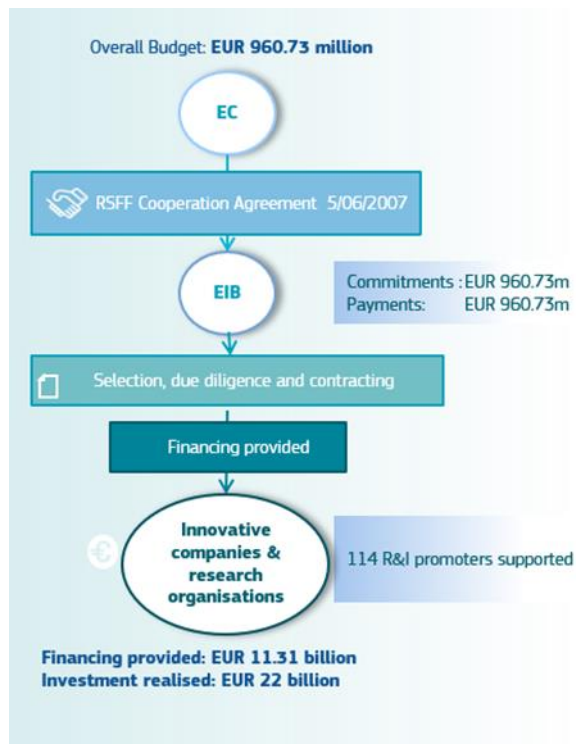 Overall Budget: EUR 960.73 million
EC
RSFF Cooperation Agreement 5/06/2007
EIB
Commitments : EUR 960.73m
Payments: EUR 960.73m
Selection, due diligence and contracting
Financing provided
Innovative
companies &
research
organisations
€
114 R&I promoters supported
Financing provided: EUR 11.31 billion
Investment realised: EUR 22 billion